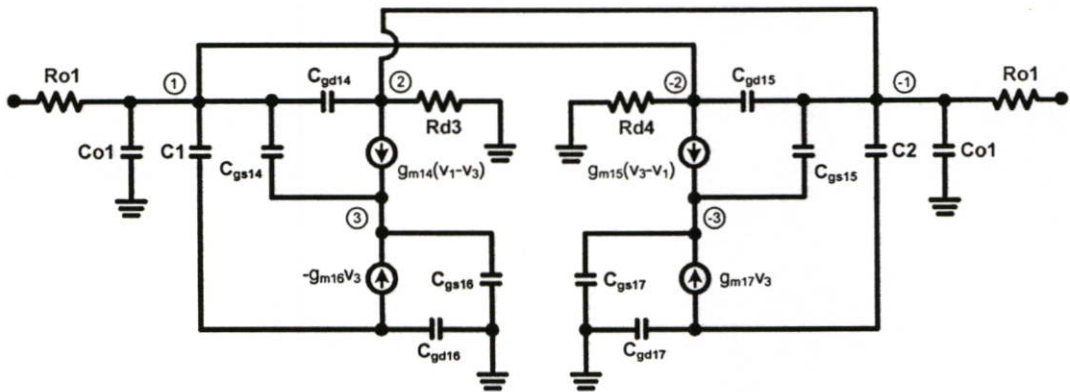 Ro1
①
Cgd14
②
-2
Cgd15
-1
Ro1
Rd3
Rd4
Co1
C1
Cgs14
gm14(v1-v3)
gm15(v3-v1)
Cgs15
C2
Co1
③
-3
-gm16v3
Cgs16
Cgs17
gm17v3
Cgd16
Cgd17